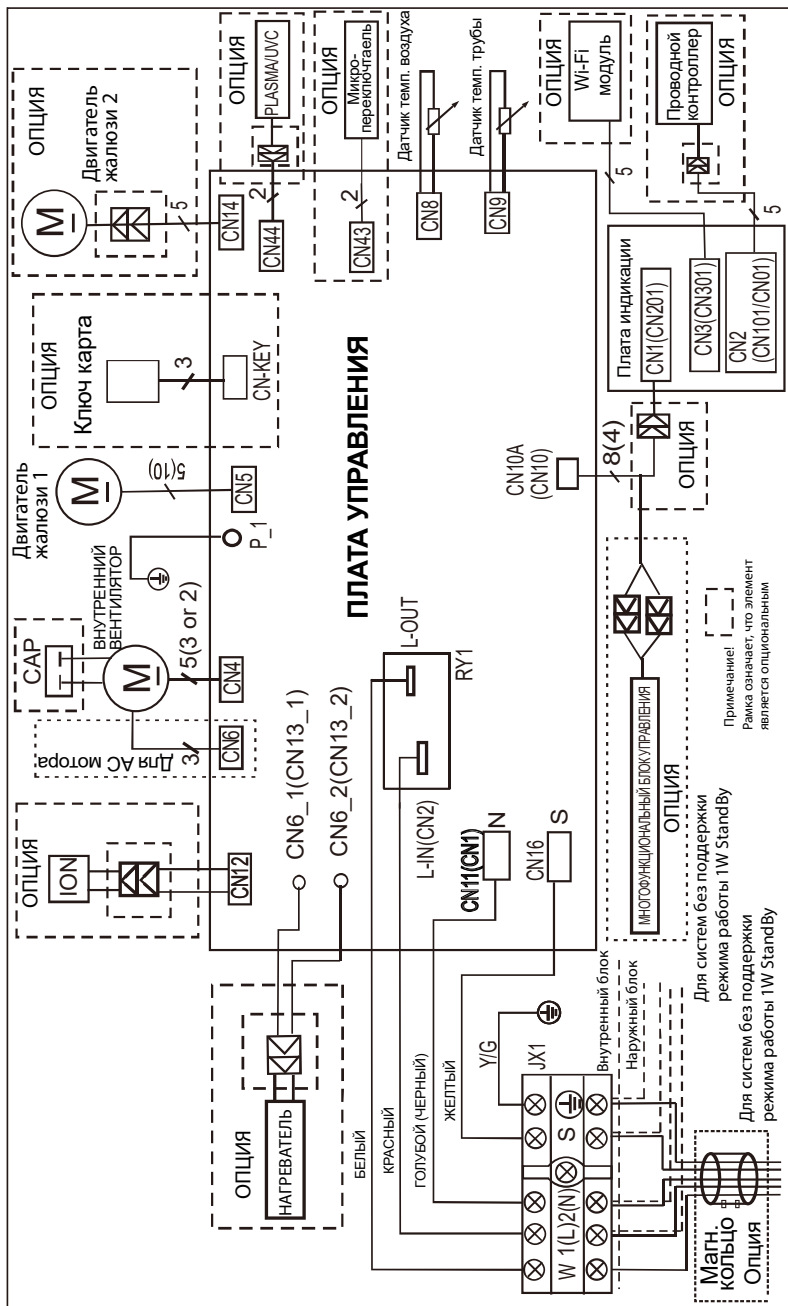 ОПЦИЯ
НАГРЕВАТЕЛЬ
ОПЦИЯ
ION
CN12
Для АС мотора
3
CN6
CAP
ВНУТРЕННИЙ
ВЕНТИЛЯТОР
M
5(3 or 2)
CN4
P_1
Двигатель
жалюзи 1
M
5(10)
CN5
ОПЦИЯ
Ключ карта
3
CN-KEY
ОПЦИЯ
Двигатель
жалюзи 2
M
5
CN14
ОПЦИЯ
PLASMA/UVC
2
CN44
ОПЦИЯ
Микро-
переключтаель
2
CN43
Датчик темп. воздуха
CN8
Датчик темп. трубы
CN9
ОПЦИЯ
Wi-Fi
модуль
5
Проводной
контроллер
ОПЦИЯ
5
Плата индикации
CN1(CN201)
CN3(CN301)
CN2
(CN101/CN01)
ПЛАТА УПРАВЛЕНИЯ
CN6_1(CN13_1)
CN6_2(CN13_2)
L-OUT
RY1
L-IN(CN2)
CN11(CN1)
N
CN16
S
CN10A
(CN10)
8(4)
ОПЦИЯ
МНОГОФУНКЦИОНАЛЬНЫЙ БЛОК УПРАВЛЕНИЯ
ОПЦИЯ
Примечание!
Рамка означает, что элемент
является опциональным
БЕЛЫЙ
КРАСНЫЙ
ГОЛУБОЙ (ЧЕРНЫЙ)
ЖЕЛТЫЙ
Y/G
JX1
W 1(L)2(N) S
Внутренный блок
Наружный блок
Для систем без поддержки
режима работы 1W StandBy
Для систем без поддержки
режима работы 1W StandBy
Магн.
кольцо
Опция